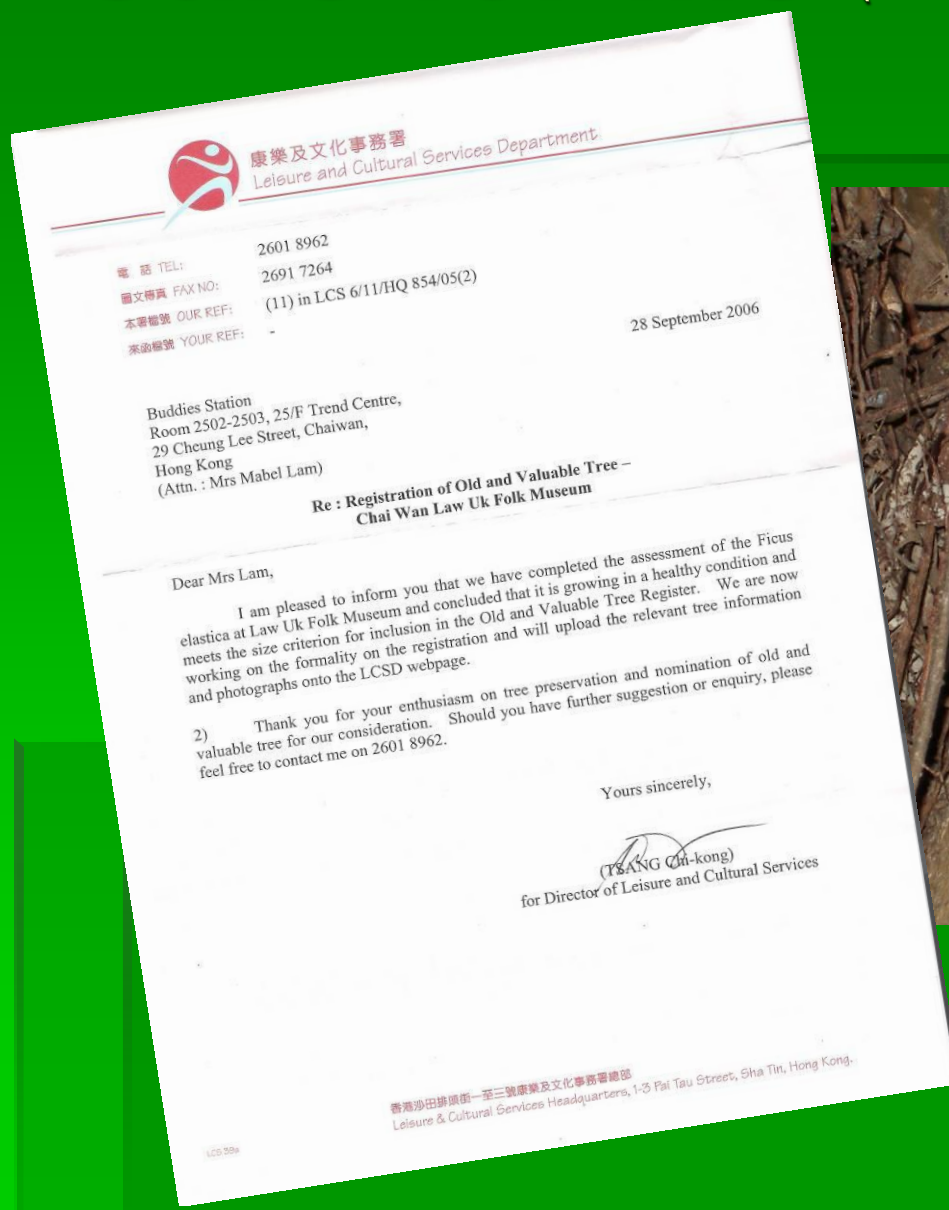 康樂及文化事務署
Leisure and Cultural Services Department
電 話 TEL: 2601 8962
圖文傳真 FAX NO: 2691 7264
本署檔號 OUR REF: (11) in LCS 6/11/HQ 854/05(2)
來函檔號 YOUR REF: -
28 September 2006
Buddies Station
Room 2502-2503, 25/F Trend Centre,
29 Cheung Lee Street, Chaiwan,
Hong Kong
(Attn. : Mrs Mabel Lam)
Re : Registration of Old and Valuable Tree –
Chai Wan Law Uk Folk Museum
Dear Mrs Lam,
I am pleased to inform you that we have completed the assessment of the Ficus
elastica at Law Uk Folk Museum and concluded that it is growing in a healthy condition and
meets the size criterion for inclusion in the Old and Valuable Tree Register. We are now
working on the formality on the registration and will upload the relevant tree information
and photographs onto the LCSD webpage.
2) Thank you for your enthusiasm on tree preservation and nomination of old and
valuable tree for our consideration. Should you have further suggestion or enquiry, please
feel free to contact me on 2601 8962.
Yours sincerely,
(TSANG Chi-kong)
for Director of Leisure and Cultural Services
香港沙田排頭街一至三號康樂及文化事務署總部
Leisure & Cultural Services Headquarters, 1-3 Pai Tau Street, Sha Tin, Hong Kong.
LCS 39a